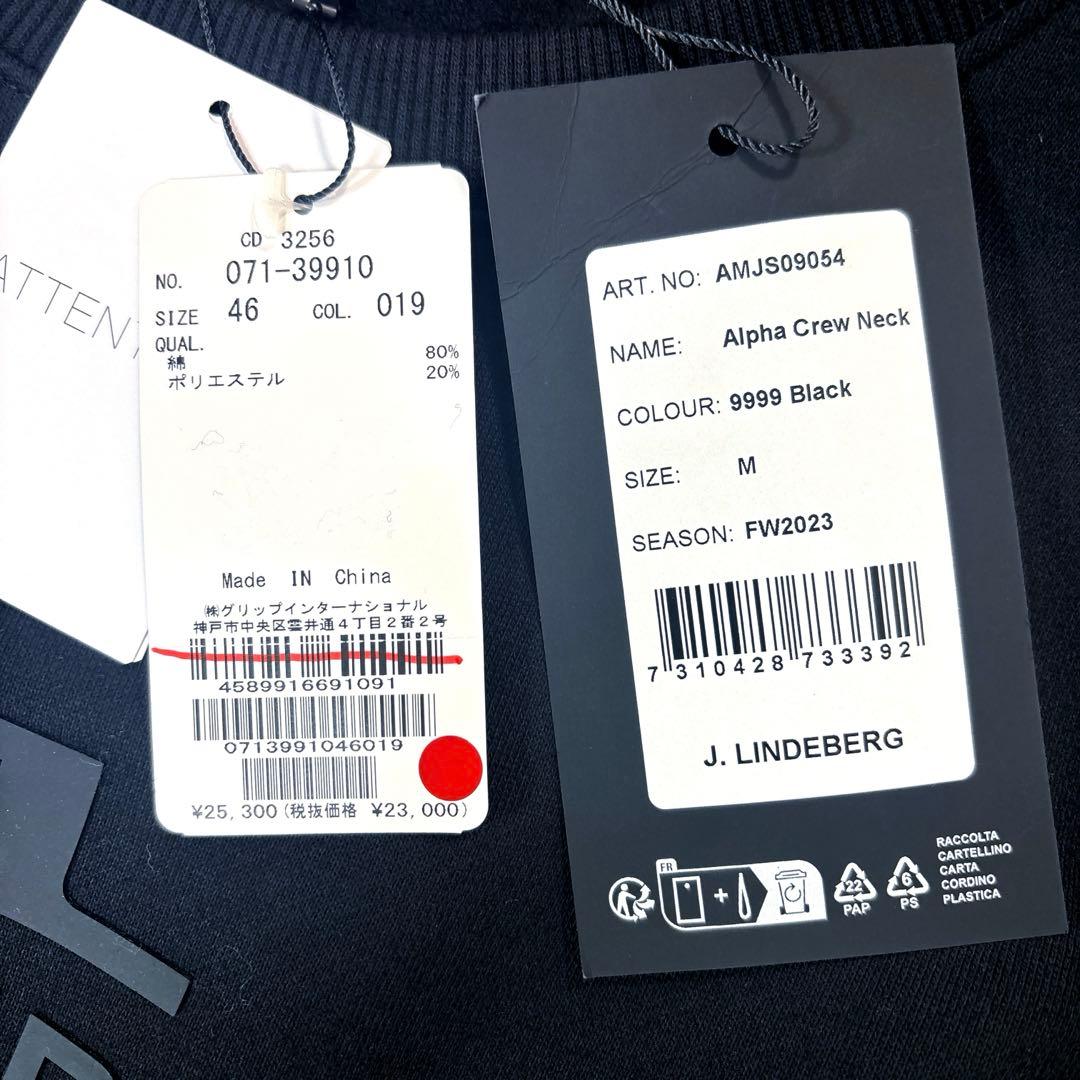 ATTEN
CD 3256
NO. 071-39910
SIZE 46 COL. 019
QUAL.
綿 80%
ポリエステル 20%
Made IN China
㈱グリップインターナショナル
神戸市中央区雲井通4丁目2番2号
4589916691091
0713991046019
¥25,300(税抜価格 ¥23,000)
ART. NO: AMJS09054
NAME: Alpha Crew Neck
COLOUR: 9999 Black
SIZE: M
SEASON: FW2023
7 310428 733392
J. LINDEBERG
FR
+
22
PAP
6
PS
RACCOLTA
CARTELLINO
CARTA
CORDINO
PLASTICA